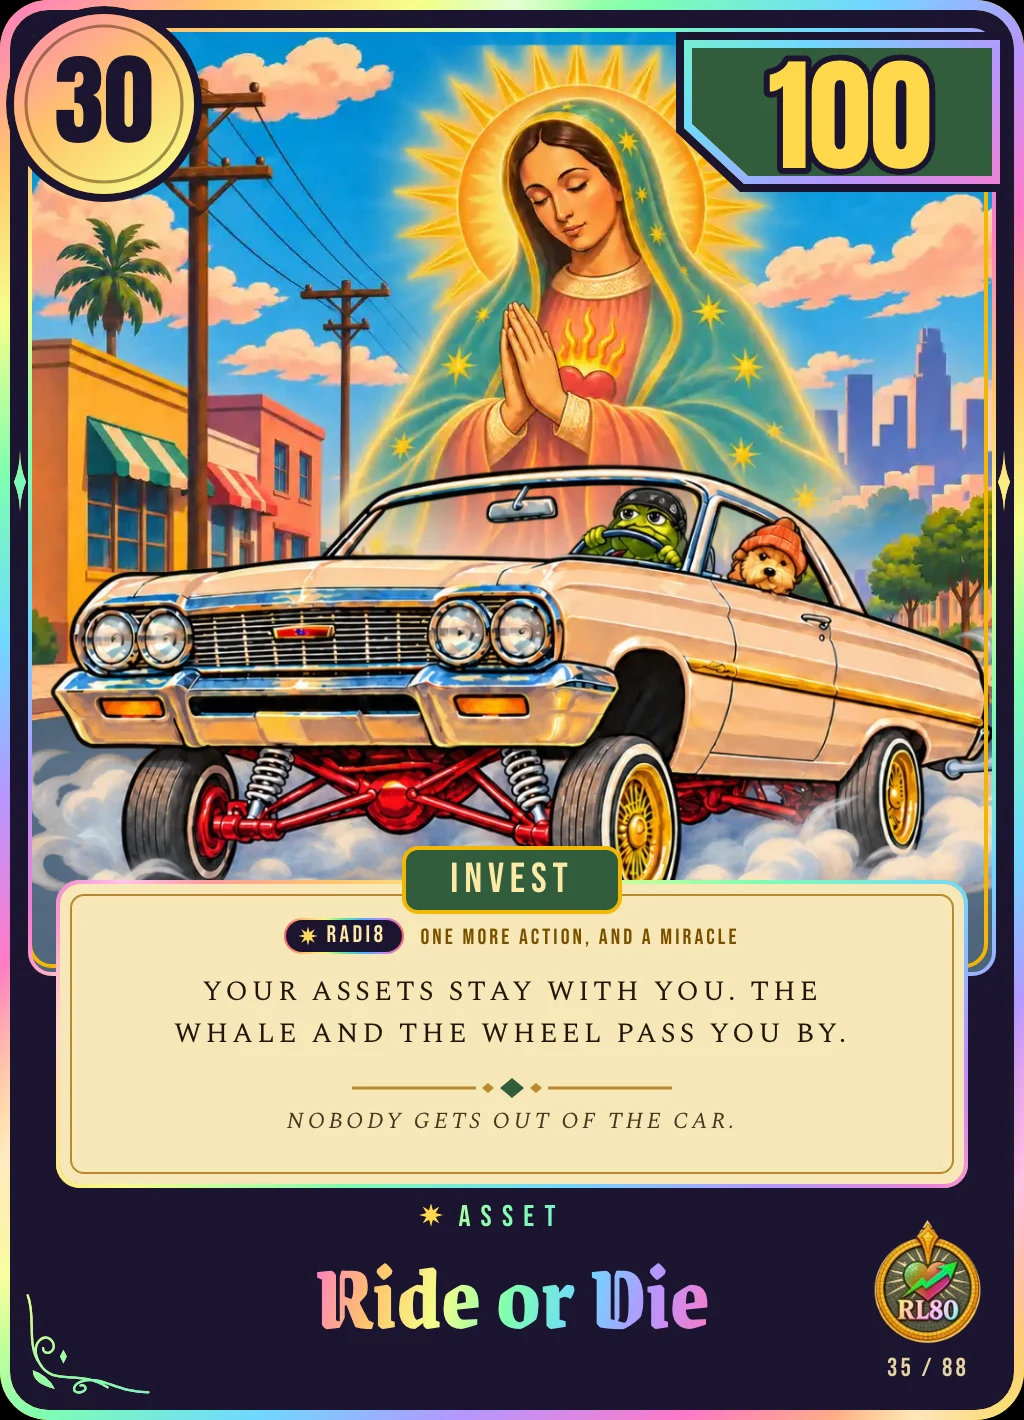 30
100
INVEST
RADI8 ONE MORE ACTION, AND A MIRACLE
YOUR ASSETS STAY WITH YOU. THE
WHALE AND THE WHEEL PASS YOU BY.
NOBODY GETS OUT OF THE CAR.
ASSET
Ride or Die
RL80
35 / 88